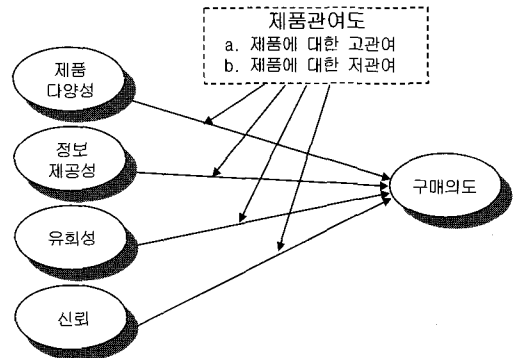 제품관여도
a. 제품에 대한 고관여
b. 제품에 대한 저관여
제품
다양성
정보
제공성
유희성
신뢰
구매의도